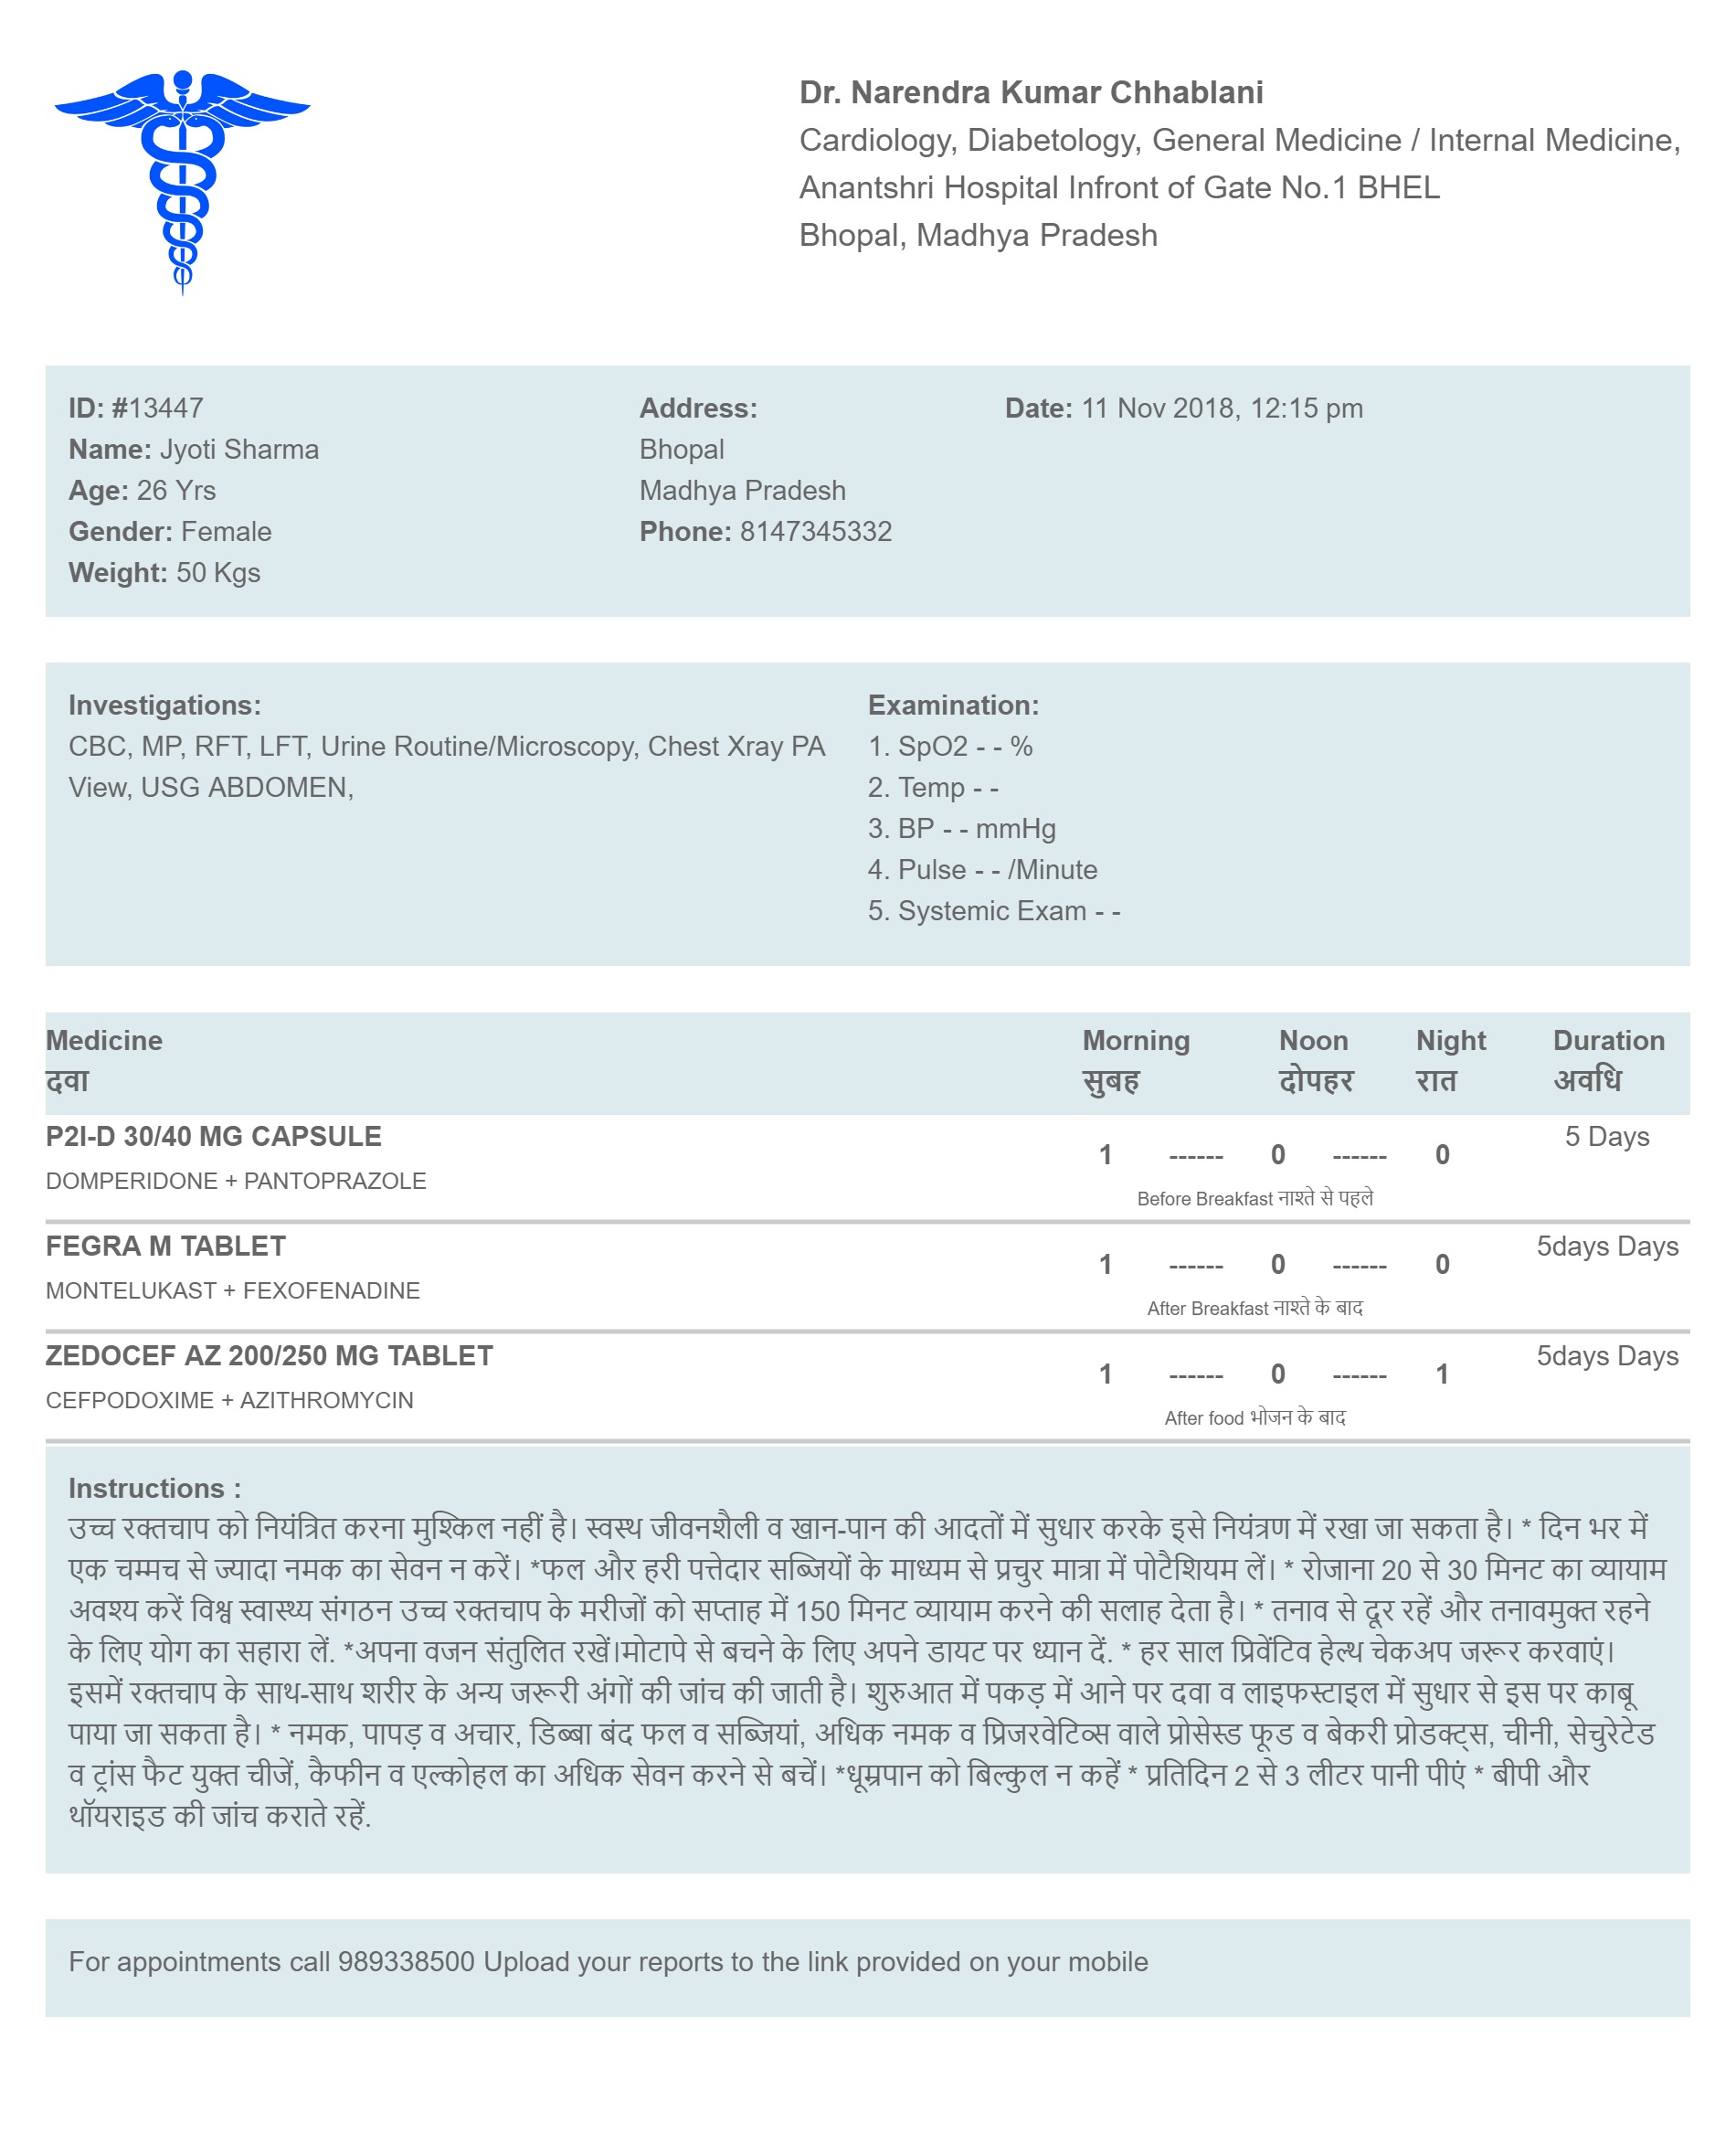 Dr. Narendra Kumar Chhablani
Cardiology, Diabetology, General Medicine / Internal Medicine,
Anantshri Hospital Infront of Gate No.1 BHEL
Bhopal, Madhya Pradesh
ID: #13447
Name: Jyoti Sharma
Age: 26 Yrs
Gender: Female
Weight: 50 Kgs
Address:
Bhopal
Madhya Pradesh
Phone: 8147345332
Date: 11 Nov 2018, 12:15 pm
Investigations:
CBC, MP, RFT, LFT, Urine Routine/Microscopy, Chest Xray PA
View, USG ABDOMEN,
Examination:
1. SpO2 - - %
2. Temp - -
3. BP - - mmHg
4. Pulse - - /Minute
5. Systemic Exam - -
Medicine Morning Noon Night Duration
दवा सुबह दोपहर रात अवधि
P2I-D 30/40 MG CAPSULE 1 ------ 0 ------ 0 5 Days
DOMPERIDONE + PANTOPRAZOLE Before Breakfast नाश्ते से पहले
FEGRA M TABLET 1 ------ 0 ------ 0 5days Days
MONTELUKAST + FEXOFENADINE After Breakfast नाश्ते के बाद
ZEDOCEF AZ 200/250 MG TABLET 1 ------ 0 ------ 1 5days Days
CEFPODOXIME + AZITHROMYCIN After food भोजन के बाद
Instructions :
उच्च रक्तचाप को नियंत्रित करना मुश्किल नहीं है। स्वस्थ जीवनशैली व खान-पान की आदतों में सुधार करके इसे नियंत्रण में रखा जा सकता है। * दिन भर में
एक चम्मच से ज्यादा नमक का सेवन न करें। *फल और हरी पत्तेदार सब्जियों के माध्यम से प्रचुर मात्रा में पोटैशियम लें। * रोजाना 20 से 30 मिनट का व्यायाम
अवश्य करें विश्व स्वास्थ्य संगठन उच्च रक्तचाप के मरीजों को सप्ताह में 150 मिनट व्यायाम करने की सलाह देता है। * तनाव से दूर रहें और तनावमुक्त रहने
के लिए योग का सहारा लें. *अपना वजन संतुलित रखें।मोटापे से बचने के लिए अपने डायट पर ध्यान दें. * हर साल प्रिवेंटिव हेल्थ चेकअप जरूर करवाएं।
इसमें रक्तचाप के साथ-साथ शरीर के अन्य जरूरी अंगों की जांच की जाती है। शुरुआत में पकड़ में आने पर दवा व लाइफस्टाइल में सुधार से इस पर काबू
पाया जा सकता है। * नमक, पापड़ व अचार, डिब्बा बंद फल व सब्जियां, अधिक नमक व प्रिजरवेटिव्स वाले प्रोसेस्ड फूड व बेकरी प्रोडक्ट्स, चीनी, सेचुरेटेड
व ट्रांस फैट युक्त चीजें, कैफीन व एल्कोहल का अधिक सेवन करने से बचें। *धूम्रपान को बिल्कुल न कहें * प्रतिदिन 2 से 3 लीटर पानी पीएं * बीपी और
थॉयराइड की जांच कराते रहें.
For appointments call 989338500 Upload your reports to the link provided on your mobile